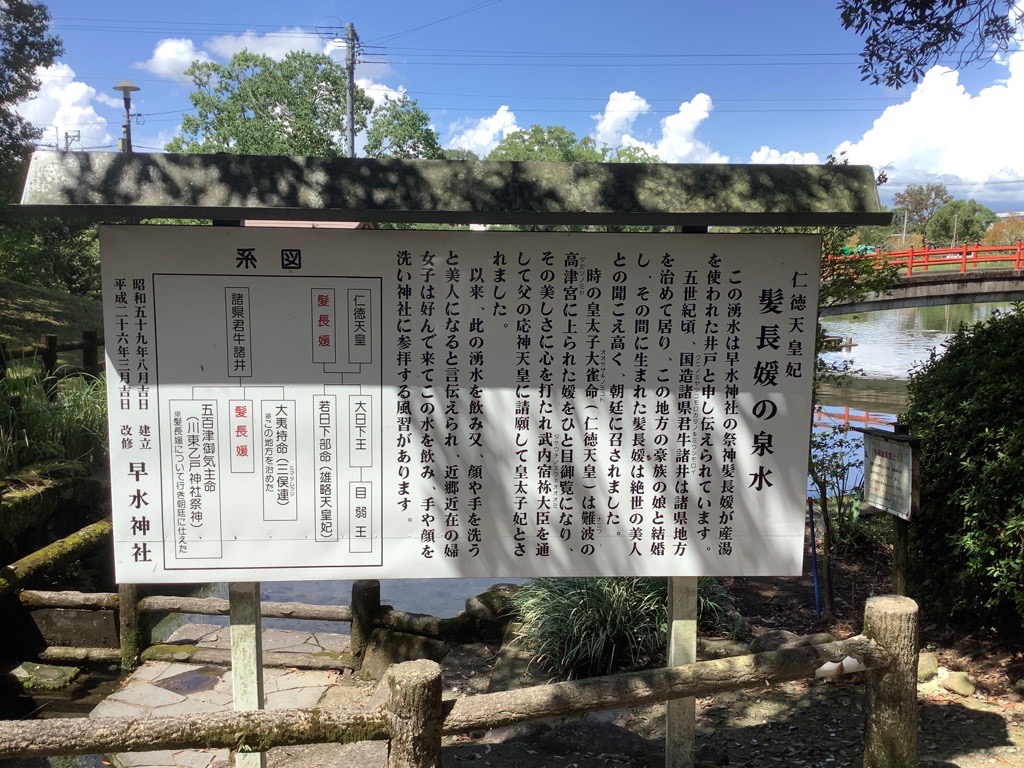 仁徳天皇妃
髪長媛の泉水
この湧水は早水神社の祭神髪長媛が産湯
を使われた井戸と申し伝えられています。
五世紀頃、国造諸県君牛諸井は諸県地方
を治めて居り、この地方の豪族の娘と結婚
し、その間に生まれた髪長媛は絶世の美人
との聞こえ高く、朝廷に召されました。
時の皇太子大雀命(仁徳天皇)は難波の
高津宮に上られた媛をひと目御覧になり、
その美しさに心を打たれ武内宿祢大臣を通
して父の応神天皇に請願して皇太子妃とさ
れました。
以来、此の湧水を飲み又、顔や手を洗う
と美人になると言伝えられ、近郷近在の婦
女子は好んで来てこの水を飲み、手や顔を
洗い神社に参拝する風習があります。
系図
仁徳天皇
髪長媛
大日下王
目弱王
若日下部命(雄略天皇妃)
諸県君牛諸井
大夷持命(三俣連)
※この地方を治めた
髪長媛
五百津御気主命
(川東乙戸神社祭神)
※髪長媛について行き朝廷に仕えた
昭和五十九年八月吉日 建立
平成二十六年三月吉日 改修
早水神社